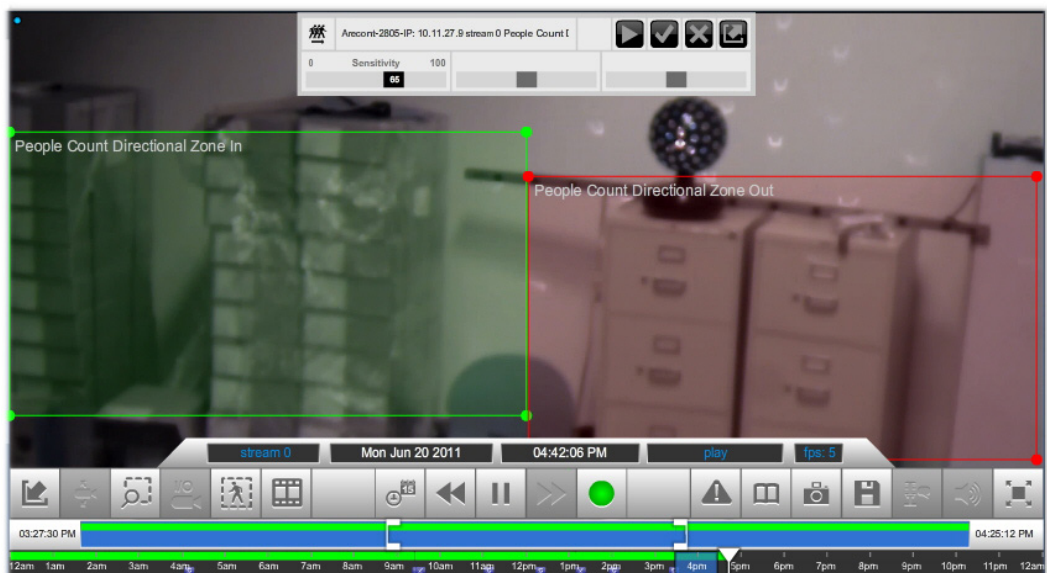 Arecont-2805-IP: 10.11.27.9 stream 0 People Count D
0 Sensitivity 100
65
People Count Directional Zone In
People Count Directional Zone Out
stream 0 Mon Jun 20 2011 04:42:06 PM play fps: 5
I/O
15
03:27:30 PM 04:25:12 PM
12am 1am 2am 3am 4am 5am 6am 7am 8am 9am 10am 11am 12pm 1pm 2pm 3pm 4pm 5pm 6pm 7pm 8pm 9pm 10pm 11pm 12am